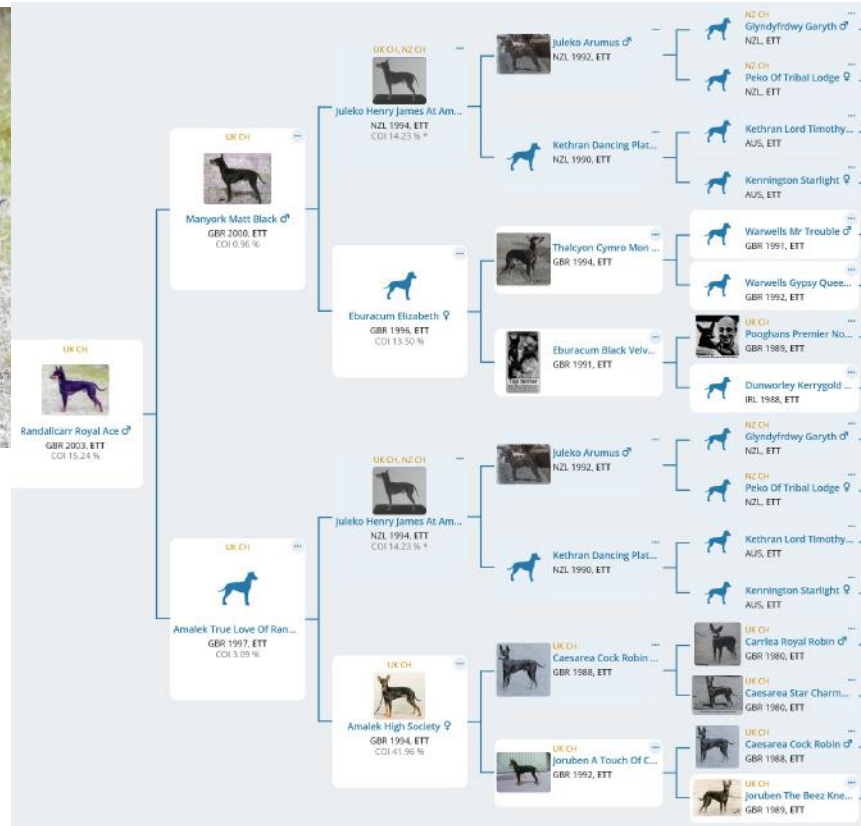 UK CH
Randallcarr Royal Ace ♂
GBR 2003, ETT
COI 15.24 %
UK CH
Manyork Matt Black ♂
GBR 2000, ETT
COI 0.96 %
UK CH
Amalek True Love Of Ran...
GBR 1997, ETT
COI 3.09 %
UK CH, NZ CH
Juleko Henry James At Am...
NZL 1994, ETT
COI 14.23 % *
Eburacum Elizabeth ♀
GBR 1996, ETT
COI 13.50 %
UK CH, NZ CH
Juleko Henry James At Am...
NZL 1994, ETT
COI 14.23 % *
UK CH
Amalek High Society ♀
GBR 1994, ETT
COI 41.96 %
Juleko Arumus ♂
NZL 1992, ETT
Kethran Dancing Plat...
NZL 1990, ETT
Thalcyon Cymro Mon ...
GBR 1994, ETT
Top Terrier
Eburacum Black Velv...
GBR 1991, ETT
Juleko Arumus ♂
NZL 1992, ETT
Kethran Dancing Plat...
NZL 1990, ETT
UK CH
Caesarea Cock Robin ...
GBR 1988, ETT
UK CH
Joruben A Touch Of C...
GBR 1992, ETT
NZ CH
Glyndyfrdwy Garyth ♂
NZL, ETT
NZ CH
Peko Of Tribal Lodge ♀
NZL, ETT
Kethran Lord Timothy...
AUS, ETT
Kennington Starlight ♀
AUS, ETT
Warwells Mr Trouble ♂
GBR 1991, ETT
Warwells Gypsy Quee...
GBR 1992, ETT
UK CH
Pooghans Premier No...
GBR 1989, ETT
Dunworley Kerrygold ...
IRL 1988, ETT
NZ CH
Glyndyfrdwy Garyth ♂
NZL, ETT
NZ CH
Peko Of Tribal Lodge ♀
NZL, ETT
Kethran Lord Timothy...
AUS, ETT
Kennington Starlight ♀
AUS, ETT
UK CH
Carrlea Royal Robin ♂
GBR 1980, ETT
UK CH
Caesarea Star Charm...
GBR 1980, ETT
UK CH
Caesarea Cock Robin ♂
GBR 1988, ETT
UK CH
Joruben The Beez Kne...
GBR 1989, ETT